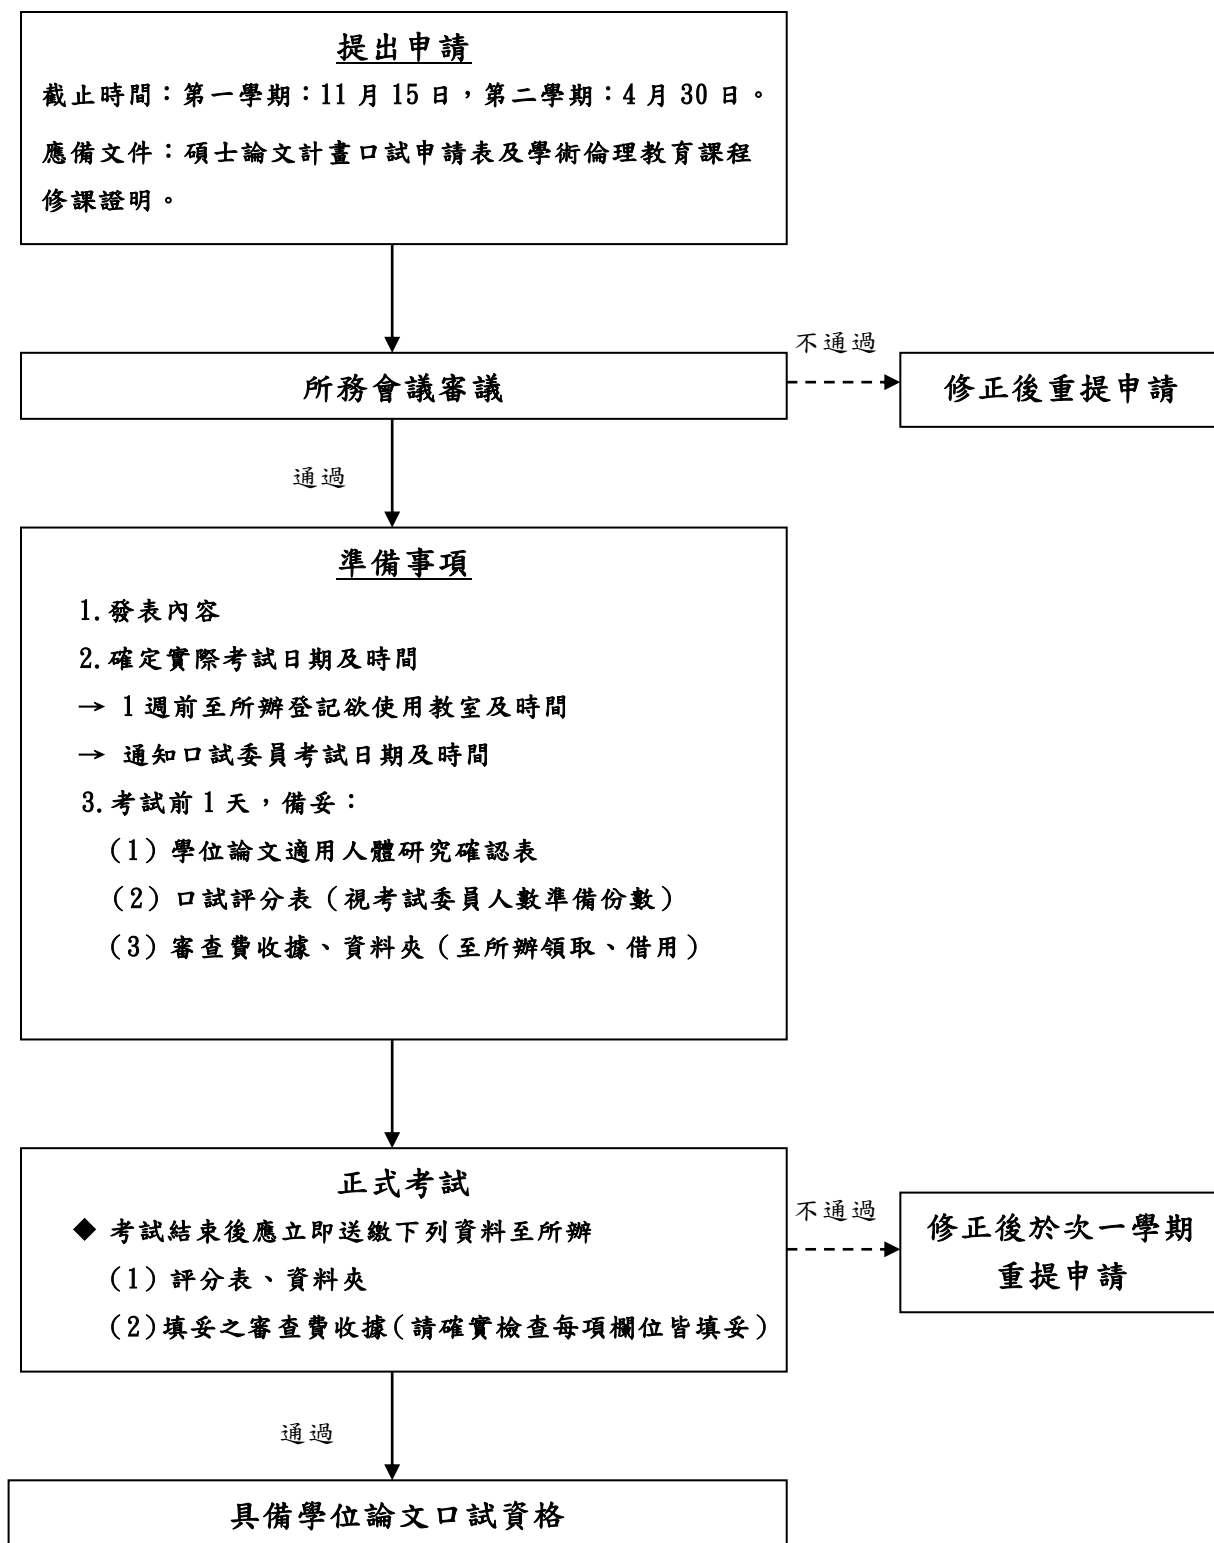 提出申請
截止時間：第一學期：11 月 15 日，第二學期：4 月 30 日。
應備文件：碩士論文計畫口試申請表及學術倫理教育課程
修課證明。
不通過
所務會議審議
修正後重提申請
通過
準備事項
1.發表內容
2.確定實際考試日期及時間
→ 1 週前至所辦登記欲使用教室及時間
→ 通知口試委員考試日期及時間
3.考試前 1 天，備妥：
（1）學位論文適用人體研究確認表
（2）口試評分表（視考試委員人數準備份數）
（3）審查費收據、資料夾（至所辦領取、借用）
正式考試
◆ 考試結束後應立即送繳下列資料至所辦
（1）評分表、資料夾
（2）填妥之審查費收據（請確實檢查每項欄位皆填妥）
不通過
修正後於次一學期
重提申請
通過
具備學位論文口試資格